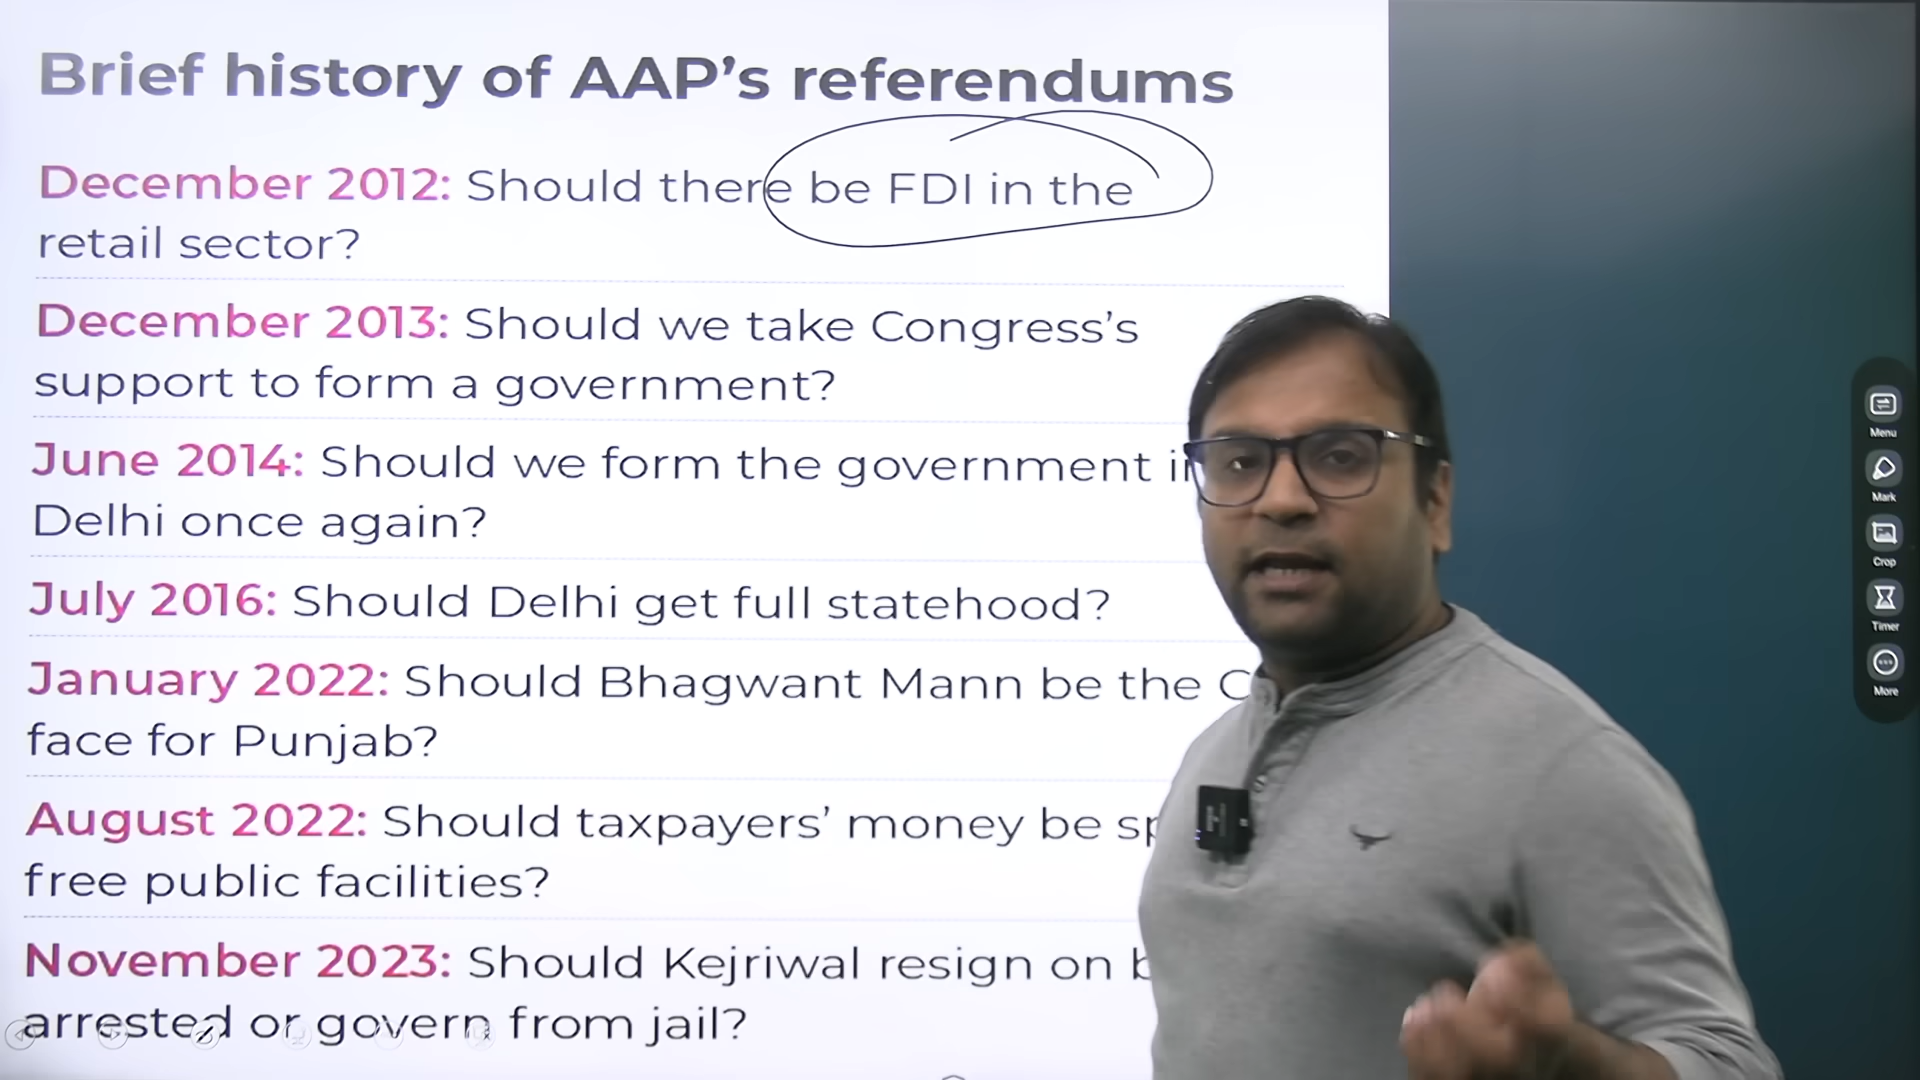 Brief history of AAP’s referendums
December 2012: Should there be FDI in the
retail sector?
December 2013: Should we take Congress’s
support to form a government?
June 2014: Should we form the government
Delhi once again?
July 2016: Should Delhi get full statehood?
January 2022: Should Bhagwant Mann be the
face for Punjab?
August 2022: Should taxpayers’ money be
free public facilities?
November 2023: Should Kejriwal resign on
arrested or govern from jail?
Menu
Mark
Crop
Timer
More